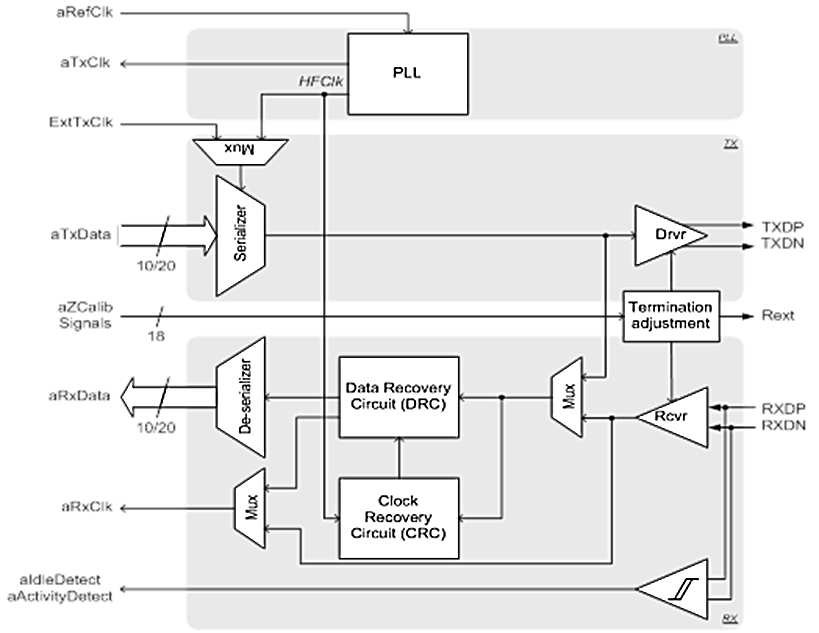 aRefClk
PLL
aTxClk
PLL
HFClk
ExtTxClk
Mux
TX
Serializer
aTxData
10/20
Drvr
TXDP
TXDN
aZCalib
Signals
18
Termination
adjustment
Rext
aRxData
10/20
De-serializer
Data Recovery
Circuit (DRC)
Mux
Rcvr
RXDP
RXDN
aRxClk
Mux
Clock
Recovery
Circuit (CRC)
aIdleDetect
aActivityDetect
RX